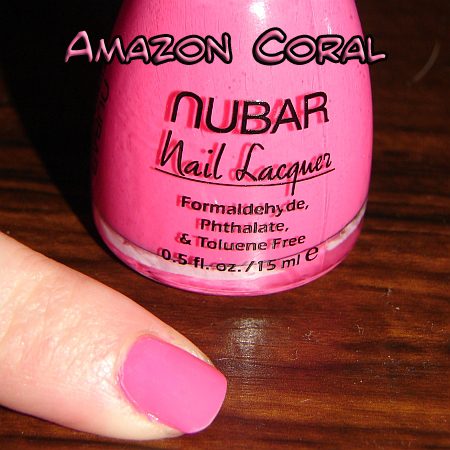 Amazon Coral
nubar
Nail Lacquer
Formaldehyde,
Phthalate,
& Toluene Free
0.5 fl. oz. / 15 ml ℮